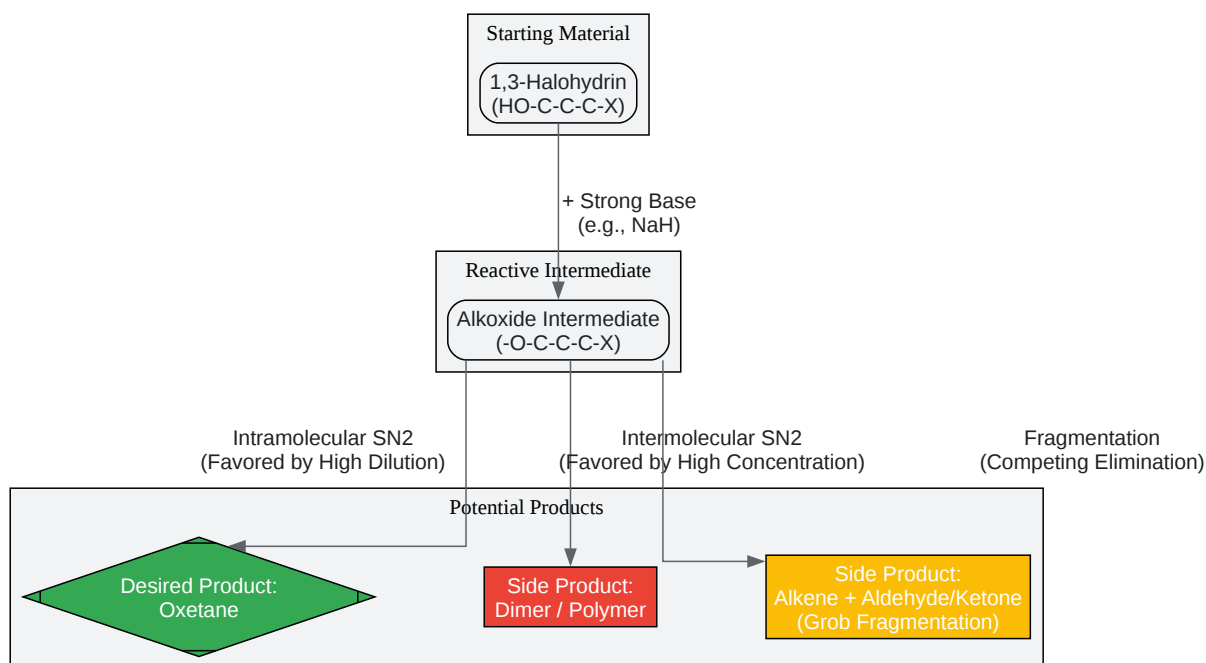 Starting Material
1,3-Halohydrin
(HO-C-C-C-X)
+ Strong Base
(e.g., NaH)
Reactive Intermediate
Alkoxide Intermediate
(-O-C-C-C-X)
Intramolecular SN2
(Favored by High Dilution)
Intermolecular SN2
(Favored by High Concentration)
Fragmentation
(Competing Elimination)
Potential Products
Desired Product:
Oxetane
Side Product:
Dimer / Polymer
Side Product:
Alkene + Aldehyde/Ketone
(Grob Fragmentation)